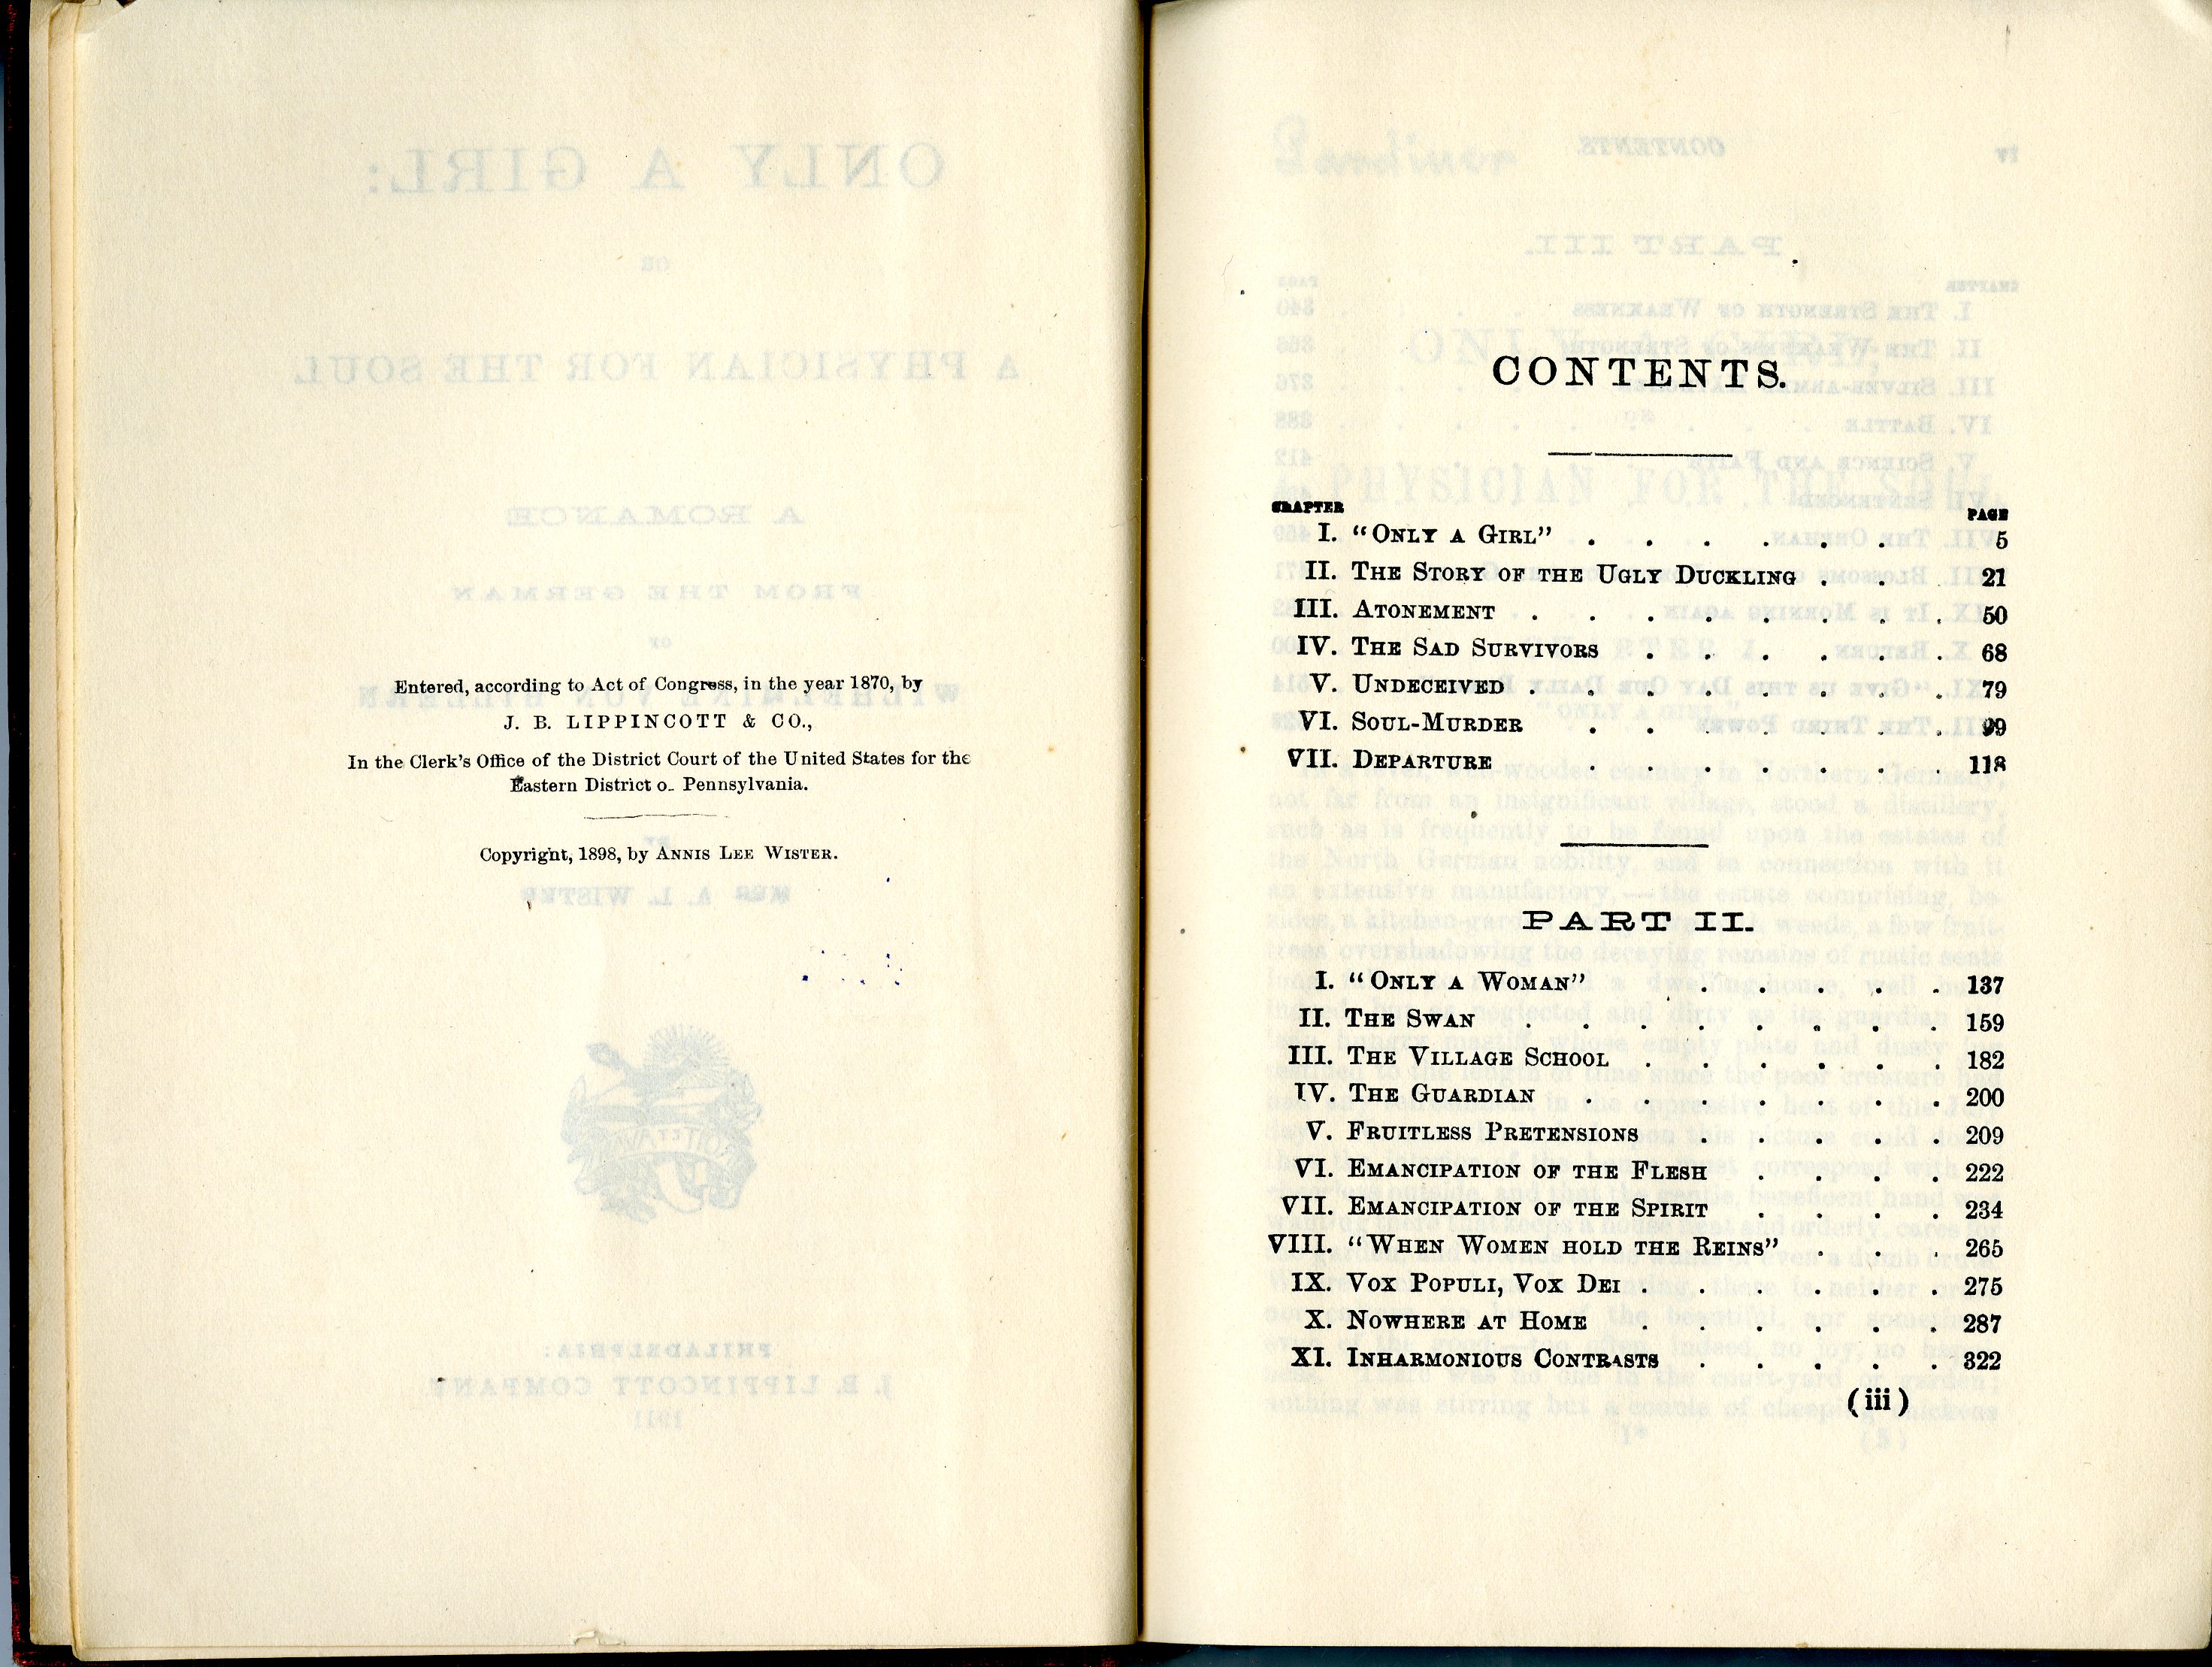 Entered, according to Act of Congress, in the year 1870, by
J. B. LIPPINCOTT & CO.,
In the Clerk's Office of the District Court of the United States for the
Eastern District o_ Pennsylvania.
Copyright, 1898, by ANNIS LEE WISTER.
CONTENTS.
CHAPTER PAGE
I. “ONLY A GIRL” . . . . . . 5
II. THE STORY OF THE UGLY DUCKLING . . 21
III. ATONEMENT . . . . . . . . 50
IV. THE SAD SURVIVORS . . . . . . 68
V. UNDECEIVED . . . . . . . . 79
VI. SOUL-MURDER . . . . . . . 99
VII. DEPARTURE . . . . . . . 118
PART II.
I. “ONLY A WOMAN” . . . . . 137
II. THE SWAN . . . . . . . . 159
III. THE VILLAGE SCHOOL . . . . . . 182
IV. THE GUARDIAN . . . . . . . 200
V. FRUITLESS PRETENSIONS . . . . . 209
VI. EMANCIPATION OF THE FLESH . . . . 222
VII. EMANCIPATION OF THE SPIRIT . . . . 234
VIII. “WHEN WOMEN HOLD THE REINS” . . . 265
IX. VOX POPULI, VOX DEI . . . . . . 275
X. NOWHERE AT HOME . . . . . . 287
XI. INHARMONIOUS CONTRASTS . . . . . 322
(iii)